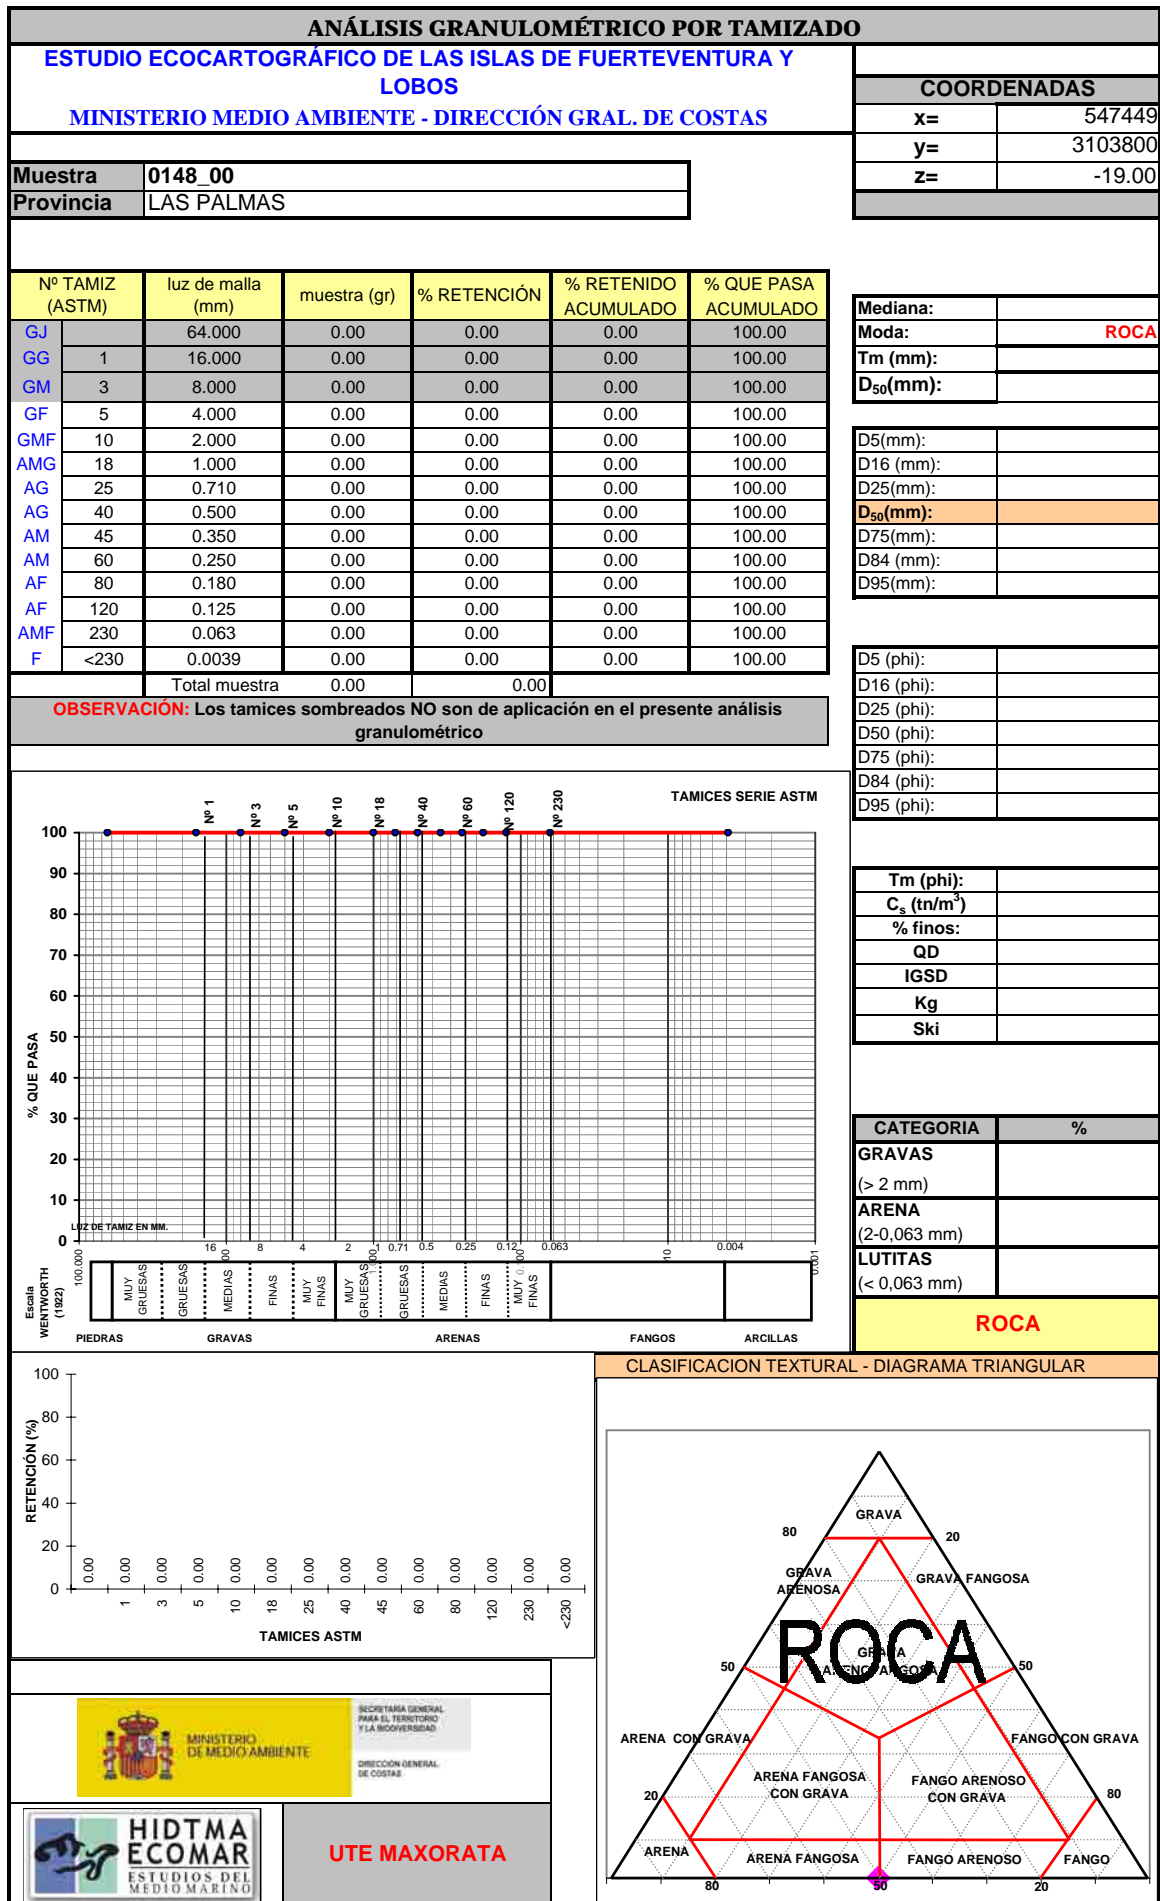 ANÁLISIS GRANULOMÉTRICO POR TAMIZADO
ESTUDIO ECOCARTOGRÁFICO DE LAS ISLAS DE FUERTEVENTURA Y
LOBOS
MINISTERIO MEDIO AMBIENTE - DIRECCIÓN GRAL. DE COSTAS
COORDENADAS
x= 547449
y= 3103800
z= -19.00
Muestra 0148_00
Provincia LAS PALMAS
Nº TAMIZ (ASTM) luz de malla (mm) muestra (gr) % RETENCIÓN % RETENIDO ACUMULADO % QUE PASA ACUMULADO
GJ 64.000 0.00 0.00 0.00 100.00
GG 1 16.000 0.00 0.00 0.00 100.00
GM 3 8.000 0.00 0.00 0.00 100.00
GF 5 4.000 0.00 0.00 0.00 100.00
GMF 10 2.000 0.00 0.00 0.00 100.00
AMG 18 1.000 0.00 0.00 0.00 100.00
AG 25 0.710 0.00 0.00 0.00 100.00
AG 40 0.500 0.00 0.00 0.00 100.00
AM 45 0.350 0.00 0.00 0.00 100.00
AM 60 0.250 0.00 0.00 0.00 100.00
AF 80 0.180 0.00 0.00 0.00 100.00
AF 120 0.125 0.00 0.00 0.00 100.00
AMF 230 0.063 0.00 0.00 0.00 100.00
F <230 0.0039 0.00 0.00 0.00 100.00
Total muestra 0.00 0.00
OBSERVACIÓN: Los tamices sombreados NO son de aplicación en el presente análisis
granulométrico
Mediana:
Moda: ROCA
Tm (mm):
D50(mm):
D5(mm):
D16 (mm):
D25(mm):
D50(mm):
D75(mm):
D84 (mm):
D95(mm):
D5 (phi):
D16 (phi):
D25 (phi):
D50 (phi):
D75 (phi):
D84 (phi):
D95 (phi):
Tm (phi):
Cs (tn/m3)
% finos:
QD
IGSD
Kg
Ski
CATEGORIA %
GRAVAS
(> 2 mm)
ARENA
(2-0,063 mm)
LUTITAS
(< 0,063 mm)
ROCA
TAMICES SERIE ASTM
Nº 1 Nº 3 Nº 5 Nº 10 Nº 18 Nº 40 Nº 60 Nº 120 Nº 230
% QUE PASA
100
90
80
70
60
50
40
30
20
10
0
LUZ DE TAMIZ EN MM.
16 8 4 2 1 0.71 0.5 0.25 0.12 0.063 0.004
100.000 0.001
Escala WENTWORTH (1922)
MUY GRUESAS GRUESAS MEDIAS FINAS MUY FINAS MUY GRUESAS GRUESAS MEDIAS FINAS MUY FINAS
PIEDRAS GRAVAS ARENAS FANGOS ARCILLAS
RETENCIÓN (%)
100
80
60
40
20
0
0.00 0.00 0.00 0.00 0.00 0.00 0.00 0.00 0.00 0.00 0.00 0.00 0.00 0.00
1 3 5 10 18 25 40 45 60 80 120 230 <230
TAMICES ASTM
CLASIFICACION TEXTURAL - DIAGRAMA TRIANGULAR
GRAVA
80 20
GRAVA
ARENOSA
GRAVA FANGOSA
ROCA
GRAVA
50 50
ARENA CON GRAVA
FANGO CON GRAVA
ARENA FANGOSA
CON GRAVA
FANGO ARENOSO
CON GRAVA
20 80
ARENA
ARENA FANGOSA
FANGO ARENOSO
FANGO
80 50 20
MINISTERIO
DE MEDIO AMBIENTE
SECRETARÍA GENERAL
PARA EL TERRITORIO
Y LA BIODIVERSIDAD
DIRECCIÓN GENERAL
DE COSTAS
HIDTMA
ECOMAR
ESTUDIOS DEL
MEDIO MARINO
UTE MAXORATA